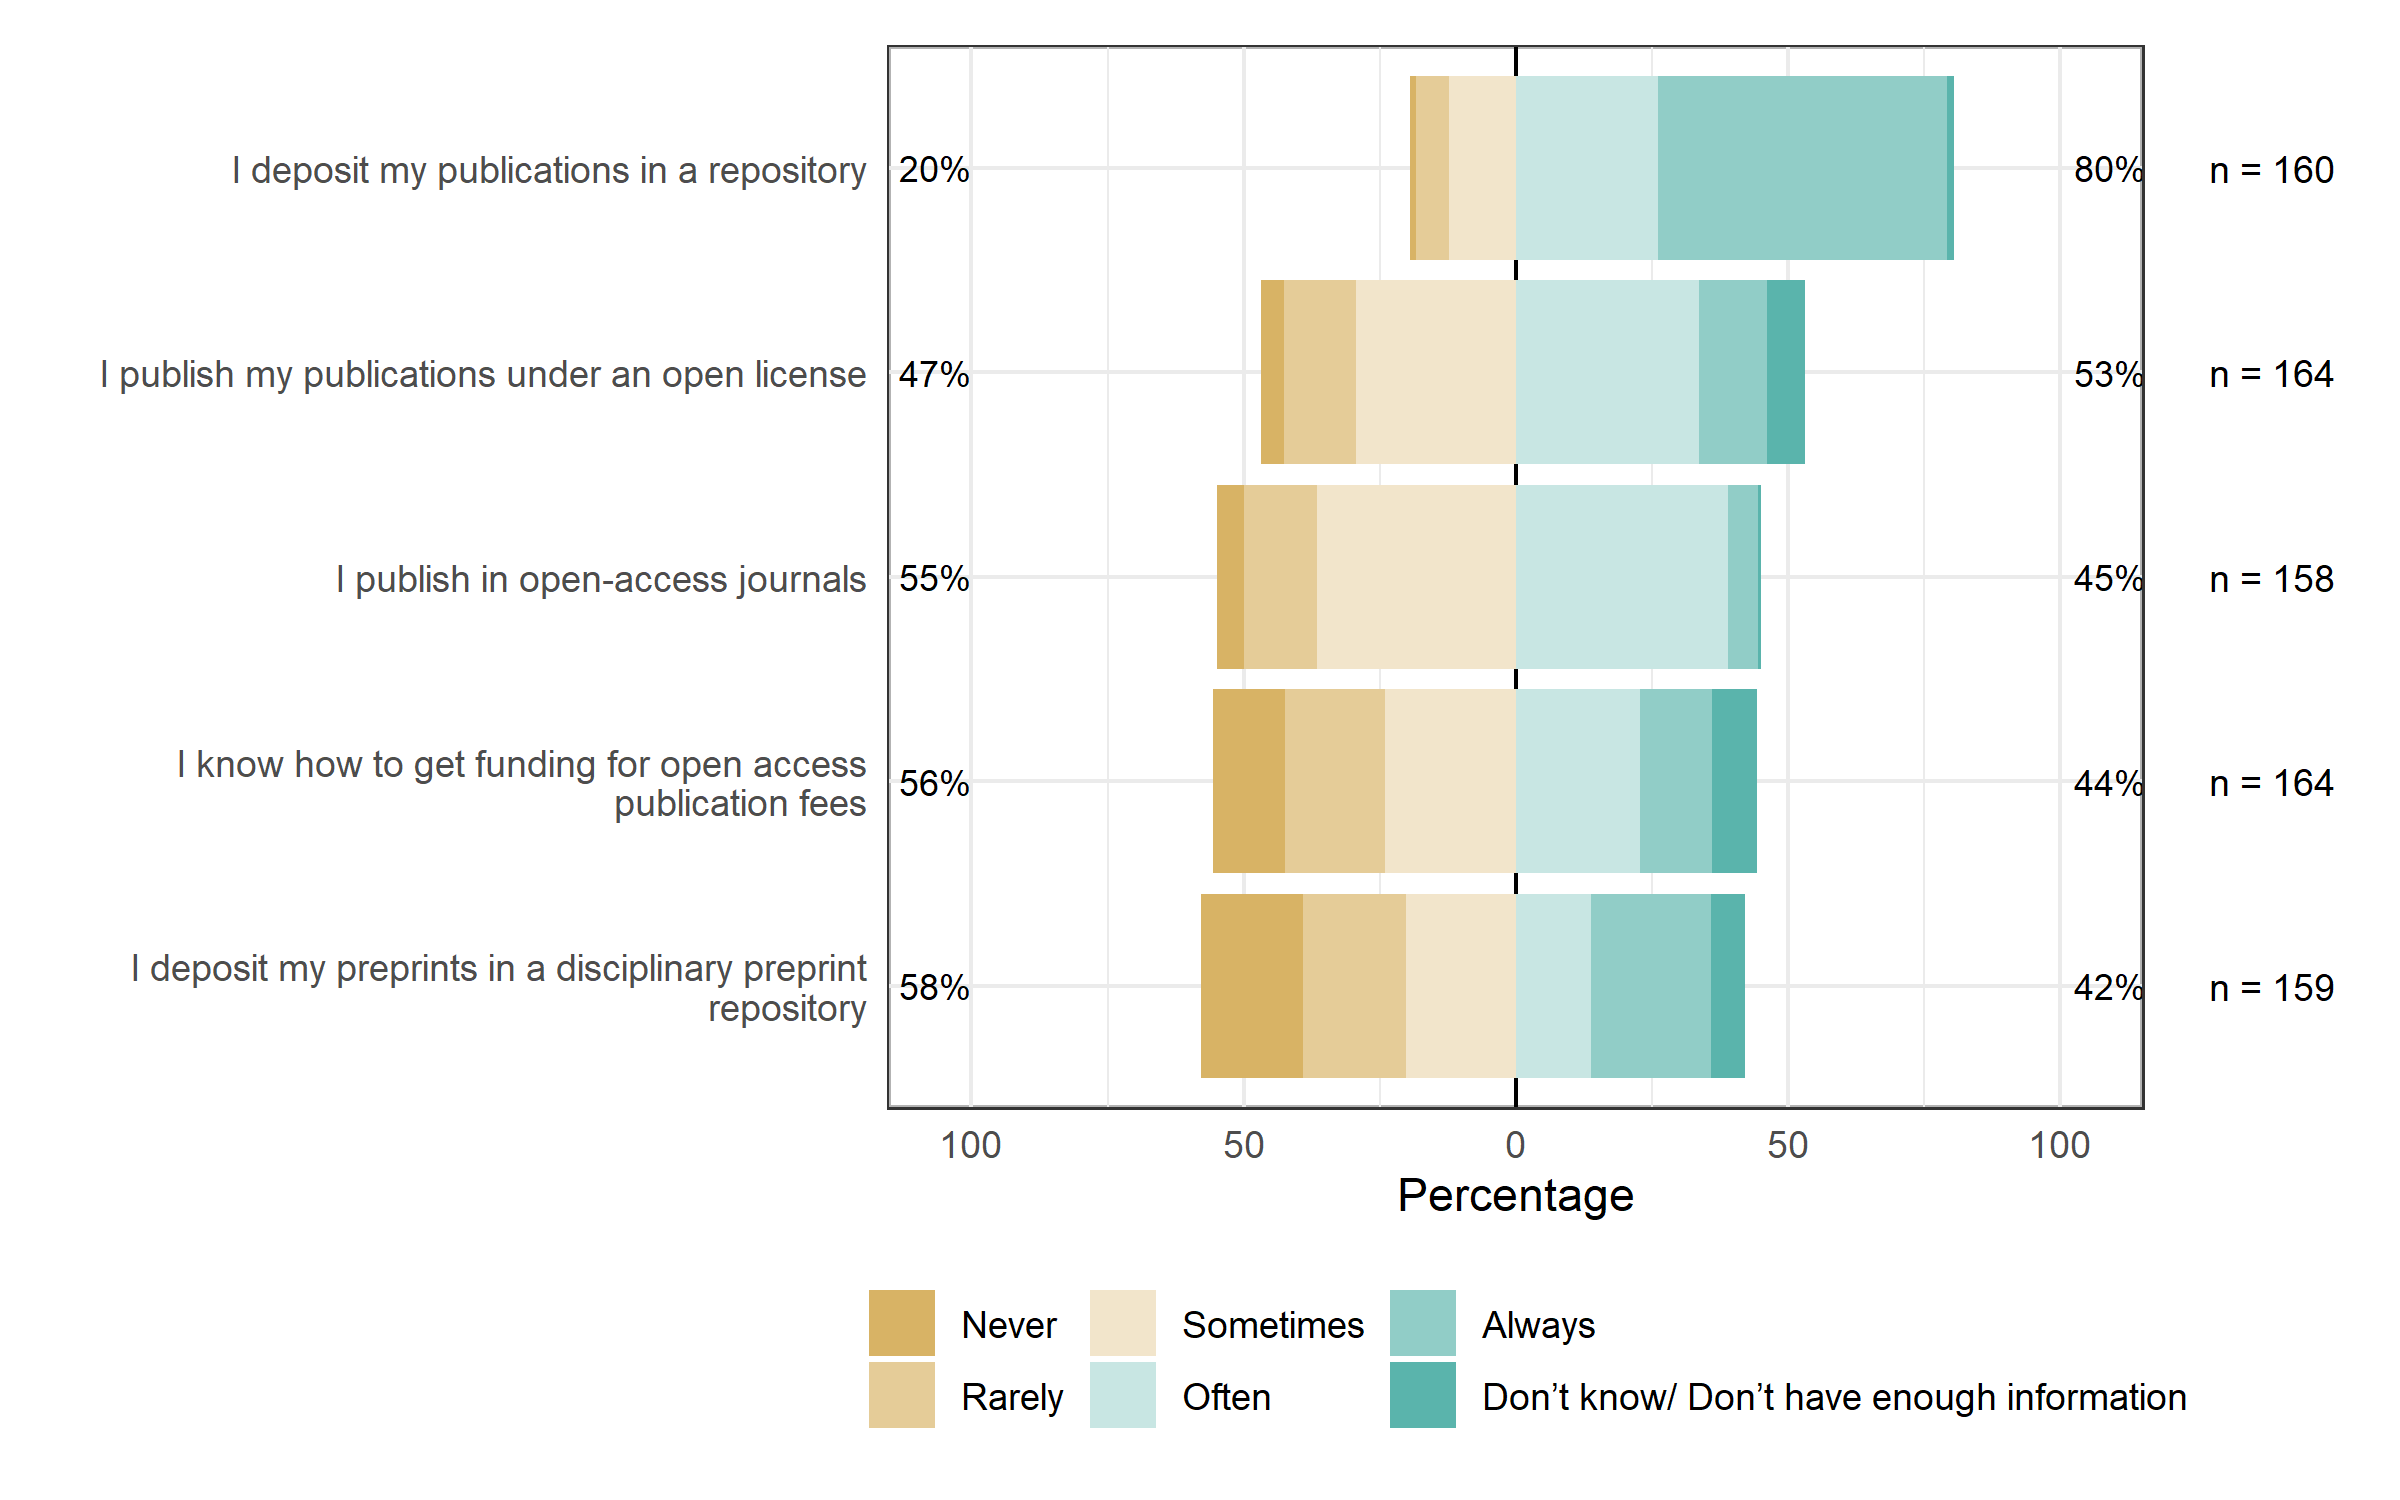 I deposit my publications in a repository 20% 80% n = 160
I publish my publications under an open license 47% 53% n = 164
I publish in open-access journals 55% 45% n = 158
I know how to get funding for open access
publication fees 56% 44% n = 164
I deposit my preprints in a disciplinary preprint
repository 58% 42% n = 159
100 50 0 50 100
Percentage
Never Sometimes Always
Rarely Often Don’t know/ Don’t have enough information